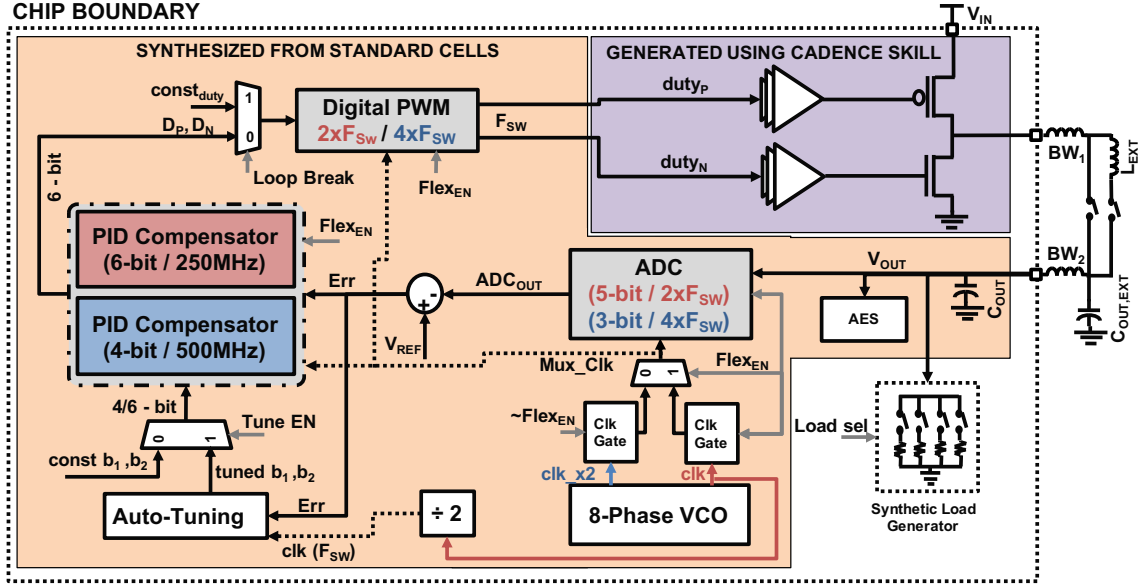 CHIP BOUNDARY
V_IN
SYNTHESIZED FROM STANDARD CELLS
GENERATED USING CADENCE SKILL
const_duty
1
0
D_P, D_N
6 - bit
Loop Break
Digital PWM
2xF_Sw / 4xF_SW
F_SW
Flex_EN
duty_P
duty_N
BW_1
L_EXT
BW_2
C_OUT,EXT
PID Compensator
(6-bit / 250MHz)
Flex_EN
PID Compensator
(4-bit / 500MHz)
Err
- +
V_REF
ADC_OUT
ADC
(5-bit / 2xF_SW)
(3-bit / 4xF_SW)
V_OUT
C_OUT
AES
Mux_Clk
0 1
Flex_EN
~Flex_EN
Clk
Gate
Clk
Gate
clk_x2
clk
8-Phase VCO
4/6 - bit
0 1
Tune EN
const b_1 ,b_2
tuned b_1 ,b_2
Auto-Tuning
Err
clk (F_SW)
÷ 2
Load sel
Synthetic Load
Generator